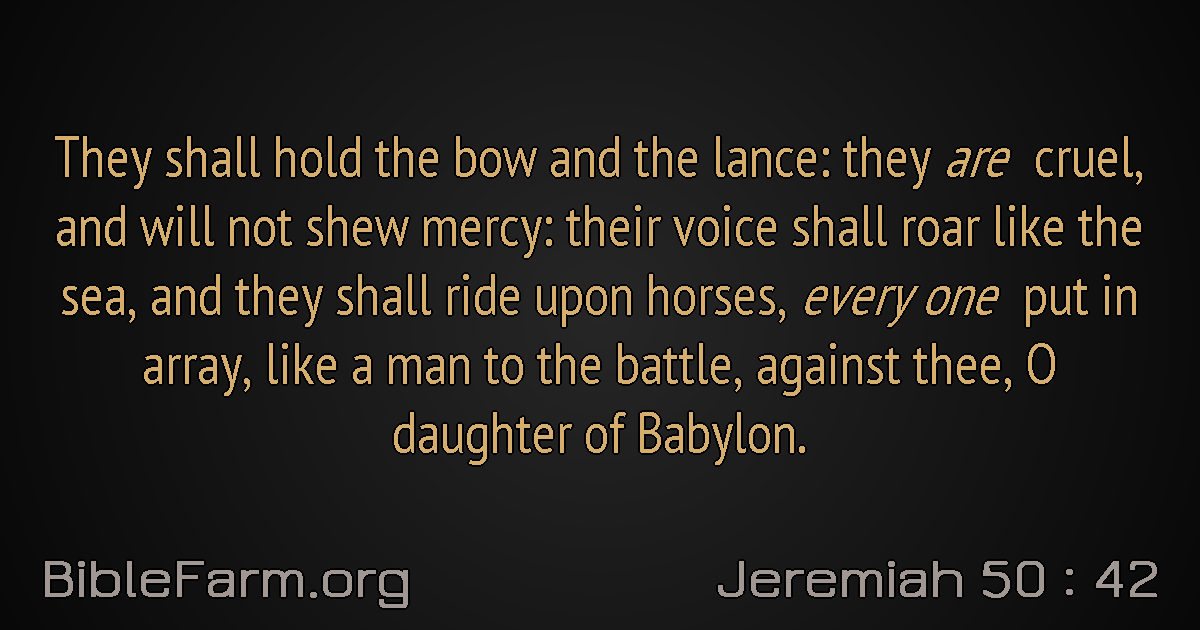 They shall hold the bow and the lance: they are cruel,
and will not shew mercy: their voice shall roar like the
sea, and they shall ride upon horses, every one put in
array, like a man to the battle, against thee, O
daughter of Babylon.
BibleFarm.org
Jeremiah 50 : 42